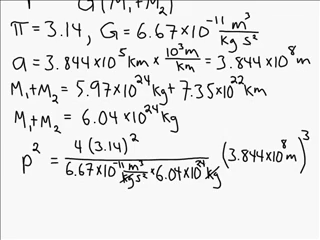 G(M₁+M₂)
π = 3.14, G = 6.67×10⁻¹¹ m³/kg s²
a = 3.844×10⁵ km × 10³m/km = 3.844×10⁸ m
M₁+M₂ = 5.97×10²⁴ kg + 7.35×10²² km
M₁+M₂ = 6.04×10²⁴ kg
P² = 4(3.14)² / 6.67×10⁻¹¹ m³/kg s² × 6.04×10²⁴ kg (3.844×10⁸ m)³